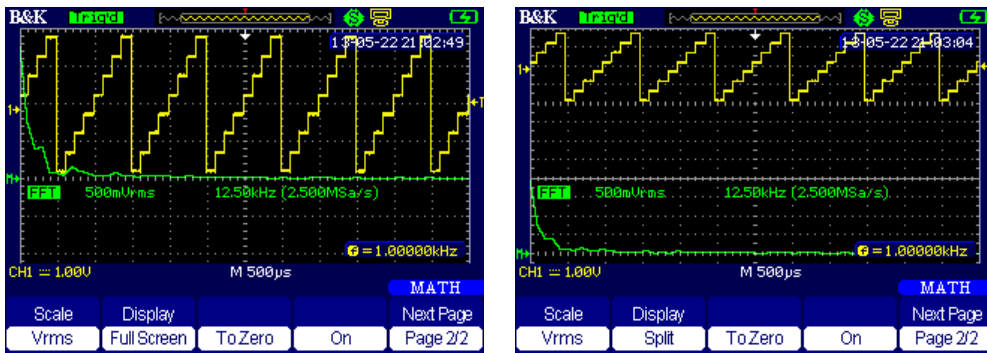 B&K Trig'd
13-05-22 21:02:49
1
T
M
FFT 500mVrms 12.50kHz (2.500MSa/s)
f = 1.00000kHz
CH1 1.00V M 500µs
MATH
Scale Display Next Page
Vrms Full Screen To Zero On Page 2/2
B&K Trig'd
13-05-22 21:03:04
1
M
FFT 500mVrms 12.50kHz (2.500MSa/s)
f = 1.00000kHz
CH1 1.00V M 500µs
MATH
Scale Display Next Page
Vrms Split To Zero On Page 2/2